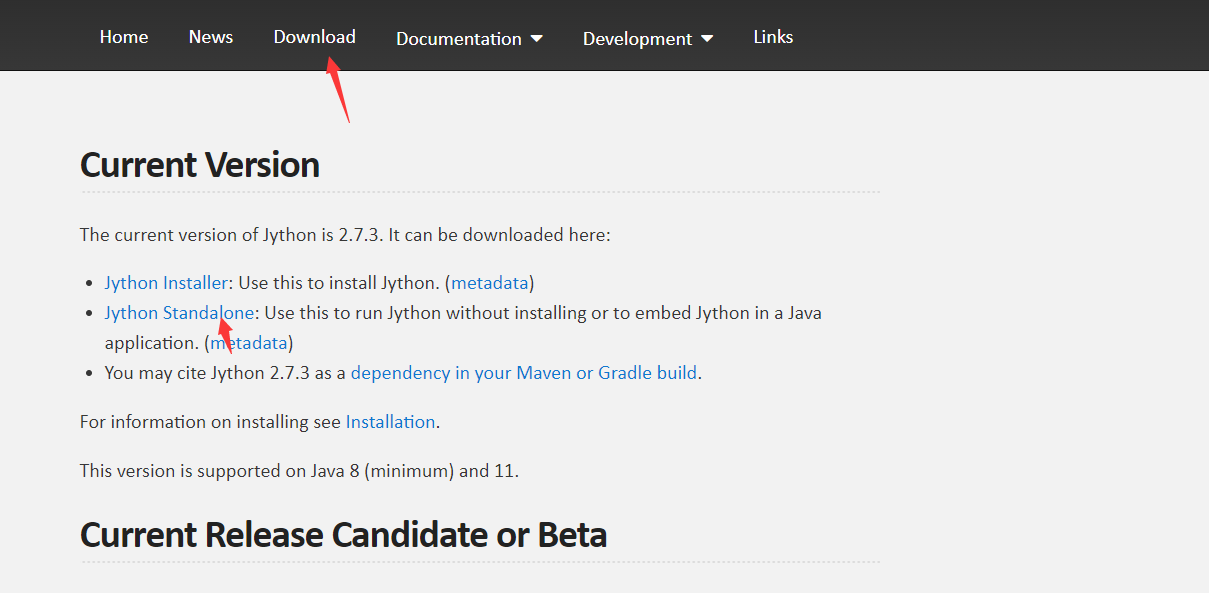 Home News Download Documentation Development Links
Current Version
The current version of Jython is 2.7.3. It can be downloaded here:
Jython Installer: Use this to install Jython. (metadata)
Jython Standalone: Use this to run Jython without installing or to embed Jython in a Java
application. (metadata)
You may cite Jython 2.7.3 as a dependency in your Maven or Gradle build.
For information on installing see Installation.
This version is supported on Java 8 (minimum) and 11.
Current Release Candidate or Beta